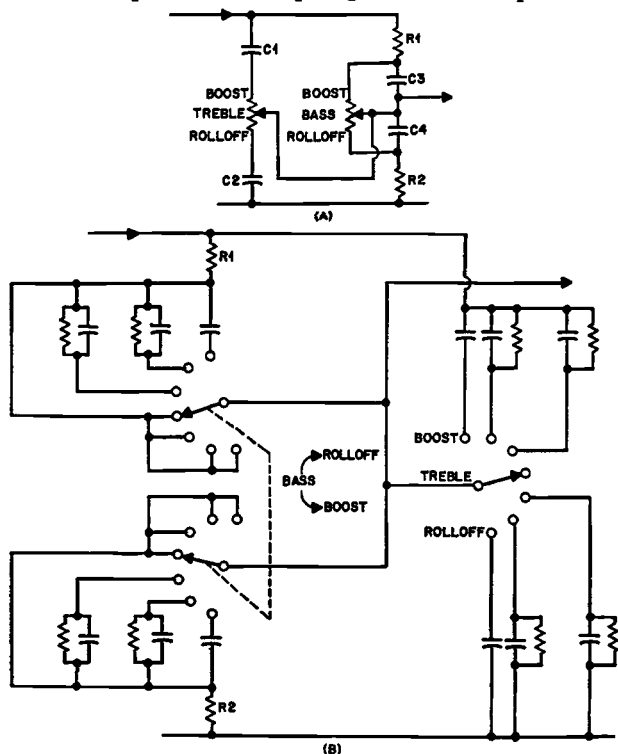 C1
R1
BOOST
TREBLE
ROLLOFF
BOOST
BASS
ROLLOFF
C3
C4
C2
R2
(A)
R1
BOOST
TREBLE
ROLLOFF
BASS
ROLLOFF
BOOST
R2
(B)